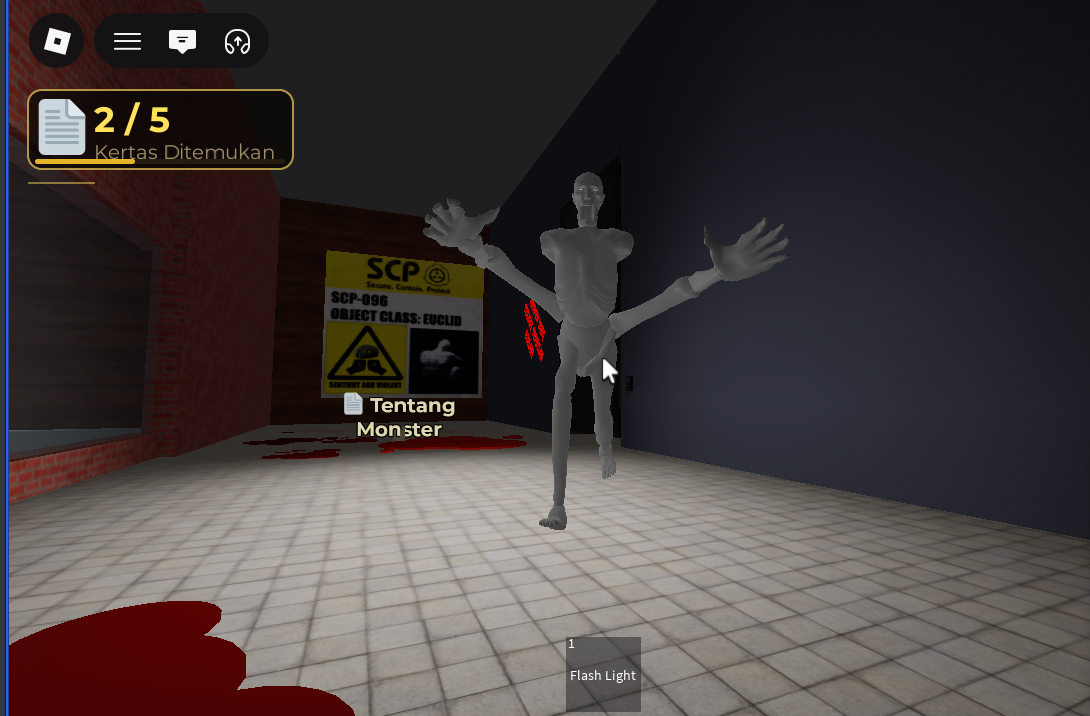 2 / 5
Kertas Ditemukan
SCP
Secure. Contain. Protect
SCP-096
OBJECT CLASS: EUCLID
SENTIENT AND VIOLENT
Tentang
Monster
1
Flash Light